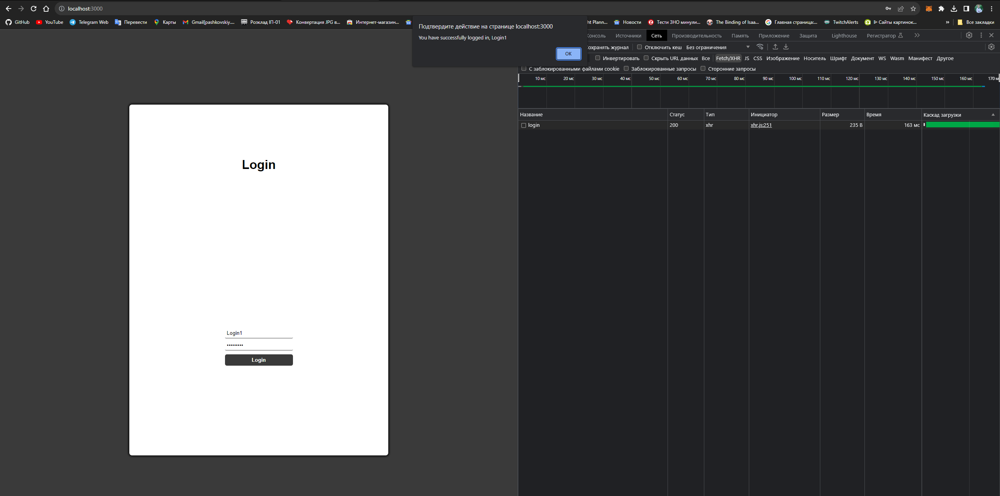 localhost:3000
GitHub YouTube Telegram Web Перевести Карты Gmail[pashkovskiy.... Розклад ІП-01 Конвертация JPG в... Интернет-магазин... Plann... Новости Тести ЗНО минули... The Binding of Isaa... Главная страница:... TwitchAlerts ᐈ Сайты картинок... » Все закладки
Подтвердите действие на странице localhost:3000
You have successfully logged in, Login1
OK
Источники Сеть Производительность Память Приложение Защита Lighthouse Регистратор
журнал Отключить кеш Без ограничения
Инвертировать Скрыть URL данных Все Fetch/XHR JS CSS Изображение Носитель Шрифт Документ WS Wasm Манифест Другое
С заблокированными файлами cookie Заблокированные запросы Сторонние запросы
10 мс 20 мс 30 мс 40 мс 50 мс 60 мс 70 мс 80 мс 90 мс 100 мс 110 мс 120 мс 130 мс 140 мс 150 мс 160 мс 170
Название Статус Тип Инициатор Размер Время Каскад загрузки
login 200 xhr xhr.js:251 235 B 163 мс
Login
Login1
•••••••••
Login